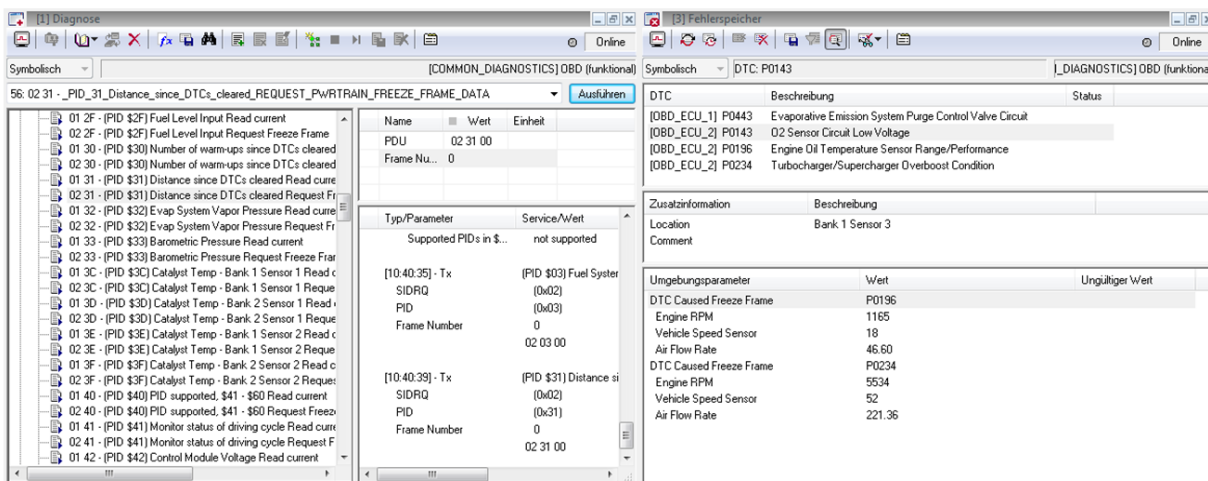 [1] Diagnose
Online
Symbolisch
[COMMON_DIAGNOSTICS] OBD (funktional)
56: 02 31 - _PID_31_Distance_since_DTCs_cleared_REQUEST_PWRTRAIN_FREEZE_FRAME_DATA
Ausführen
01 2F - (PID $2F) Fuel Level Input Read current
02 2F - (PID $2F) Fuel Level Input Request Freeze Frame
01 30 - (PID $30) Number of warm-ups since DTCs cleared
02 30 - (PID $30) Number of warm-ups since DTCs cleared
01 31 - (PID $31) Distance since DTCs cleared Read curre
02 31 - (PID $31) Distance since DTCs cleared Request Fr
01 32 - (PID $32) Evap System Vapor Pressure Read curre
02 32 - (PID $32) Evap System Vapor Pressure Request Fr
01 33 - (PID $33) Barometric Pressure Read current
02 33 - (PID $33) Barometric Pressure Request Freeze Frar
01 3C - (PID $3C) Catalyst Temp - Bank 1 Sensor 1 Read c
02 3C - (PID $3C) Catalyst Temp - Bank 1 Sensor 1 Reque
01 3D - (PID $3D) Catalyst Temp - Bank 2 Sensor 1 Read c
02 3D - (PID $3D) Catalyst Temp - Bank 2 Sensor 1 Reque
01 3E - (PID $3E) Catalyst Temp - Bank 1 Sensor 2 Read c
02 3E - (PID $3E) Catalyst Temp - Bank 1 Sensor 2 Reque
01 3F - (PID $3F) Catalyst Temp - Bank 2 Sensor 2 Read c
02 3F - (PID $3F) Catalyst Temp - Bank 2 Sensor 2 Reques
01 40 - (PID $40) PID supported, $41 - $60 Read current
02 40 - (PID $40) PID supported, $41 - $60 Request Freeze
01 41 - (PID $41) Monitor status of driving cycle Read curre
02 41 - (PID $41) Monitor status of driving cycle Request F
01 42 - (PID $42) Control Module Voltage Read current
Name Wert Einheit
PDU 02 31 00
Frame Nu... 0
Typ/Parameter Service/Wert
Supported PIDs in $... not supported
[10:40:35] - Tx (PID $03) Fuel Syster
SIDRQ (0x02)
PID (0x03)
Frame Number 0
02 03 00
[10:40:39] - Tx (PID $31) Distance si
SIDRQ (0x02)
PID (0x31)
Frame Number 0
02 31 00
[3] Fehlerspeicher
Online
Symbolisch
DTC: P0143
I_DIAGNOSTICS] OBD (funktiona
DTC Beschreibung Status
[OBD_ECU_1] P0443 Evaporative Emission System Purge Control Valve Circuit
[OBD_ECU_2] P0143 O2 Sensor Circuit Low Voltage
[OBD_ECU_2] P0196 Engine Oil Temperature Sensor Range/Performance
[OBD_ECU_2] P0234 Turbocharger/Supercharger Overboost Condition
Zusatzinformation Beschreibung
Location Bank 1 Sensor 3
Comment
Umgebungsparameter Wert Ungültiger Wert
DTC Caused Freeze Frame P0196
Engine RPM 1165
Vehicle Speed Sensor 18
Air Flow Rate 46.60
DTC Caused Freeze Frame P0234
Engine RPM 5534
Vehicle Speed Sensor 52
Air Flow Rate 221.36